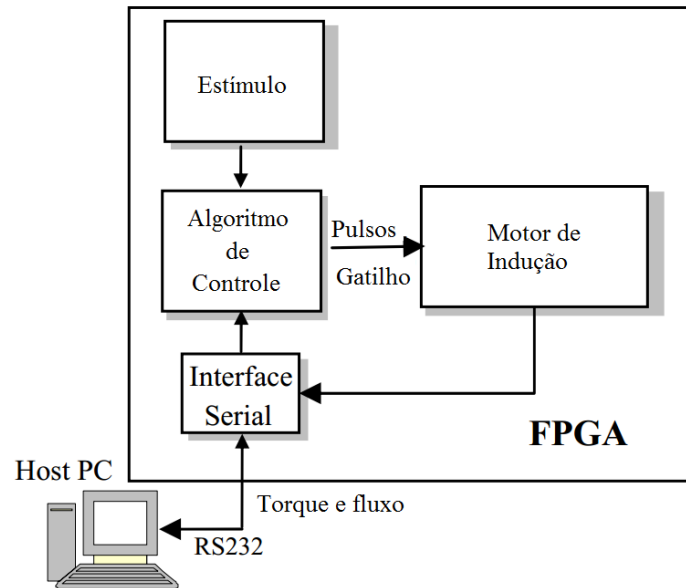 Estímulo
Algoritmo
de
Controle
Pulsos
Gatilho
Motor de
Indução
Interface
Serial
FPGA
Host PC
Torque e fluxo
RS232